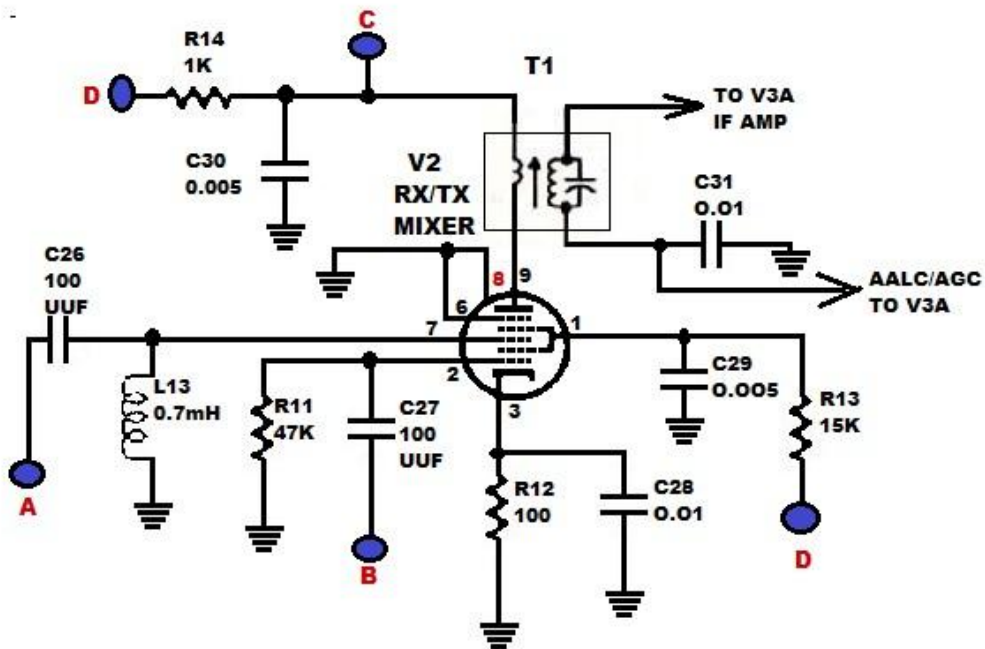 C
R14
1K
D
T1
TO V3A
IF AMP
C30
0.005
V2
RX/TX
MIXER
C31
0.01
C26
100
UUF
8
9
AALC/AGC
TO V3A
6
7
1
2
3
L13
0.7mH
R11
47K
C27
100
UUF
C29
0.005
R13
15K
A
R12
100
C28
0.01
B
D